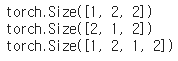 torch.Size([1, 2, 2])
torch.Size([2, 1, 2])
torch.Size([1, 2, 1, 2])